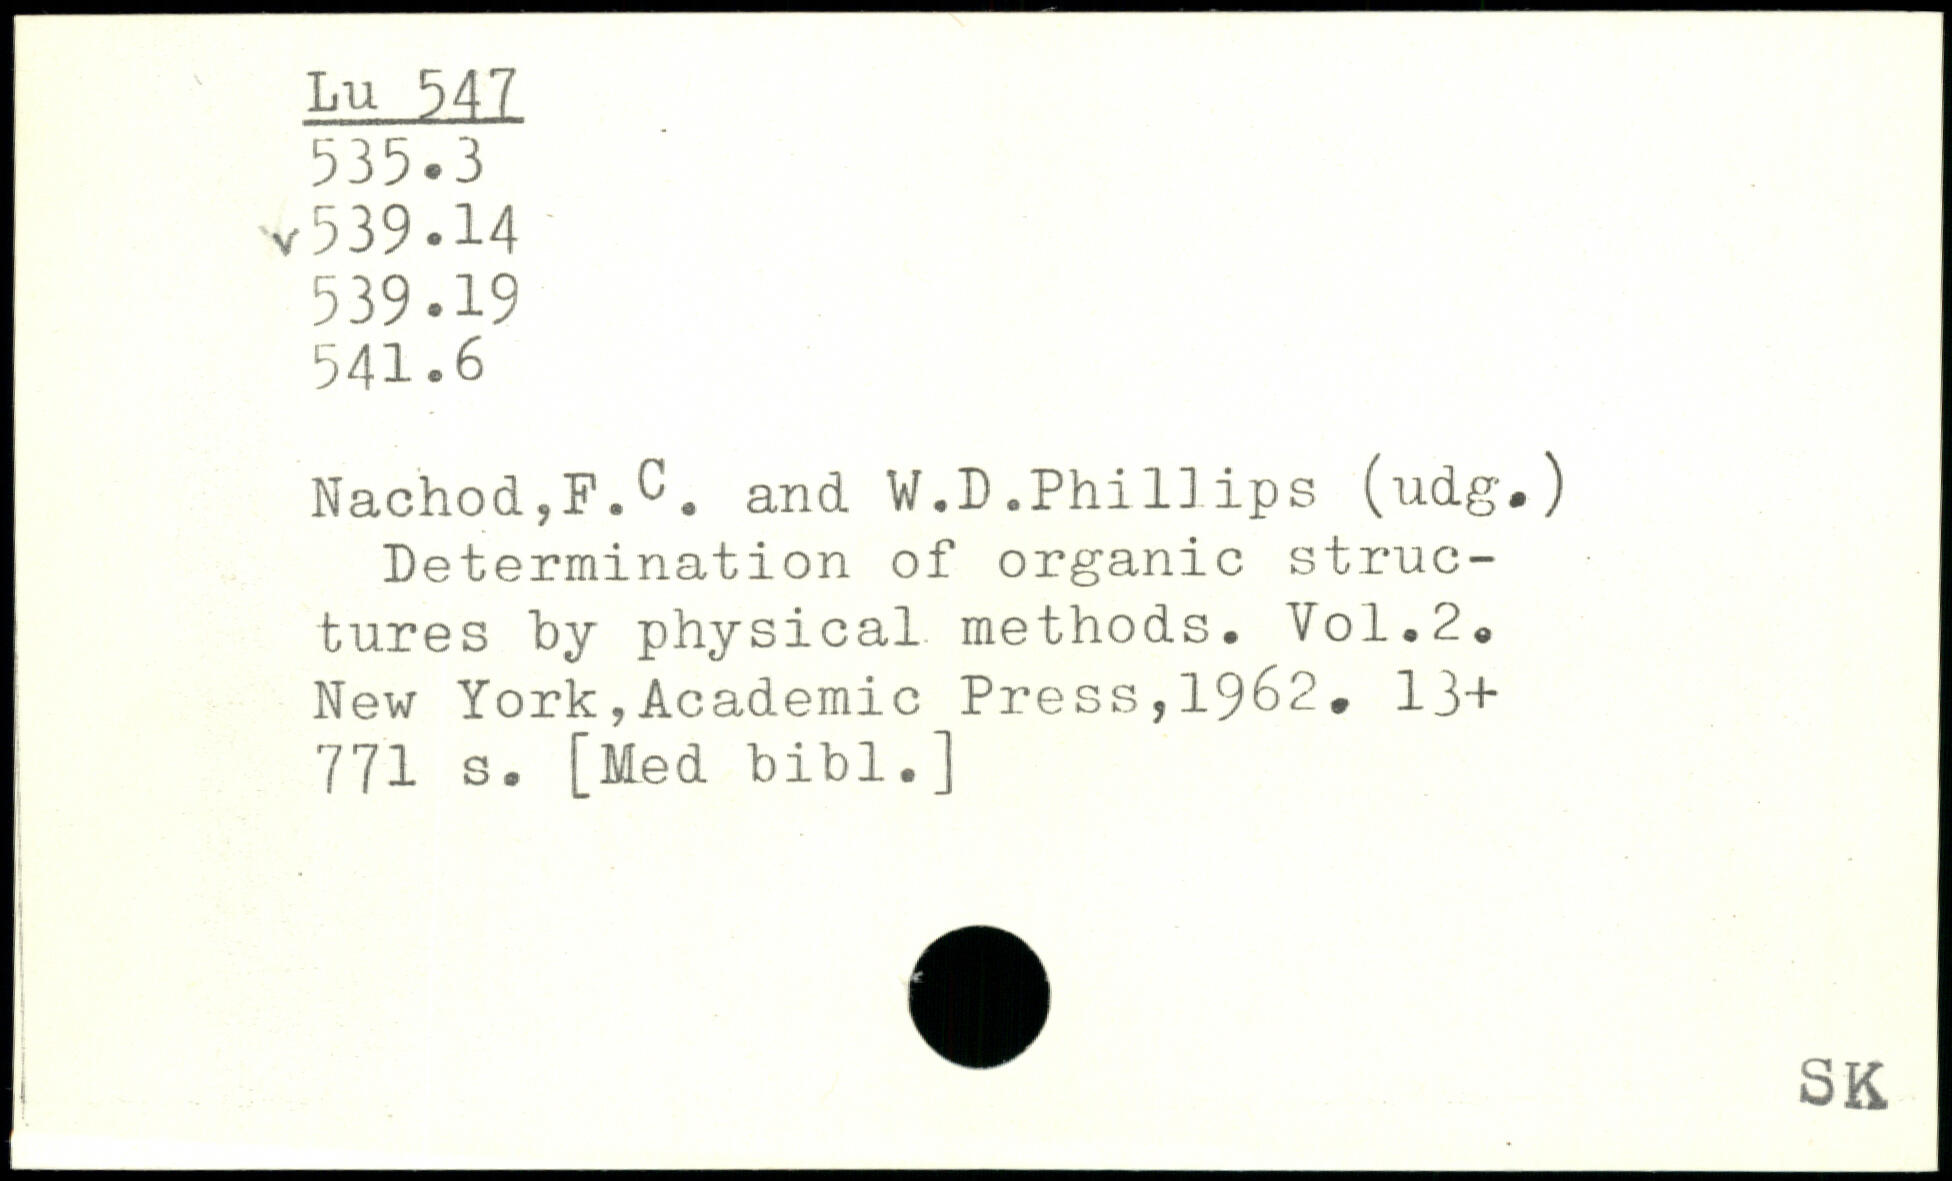 Lu 547
535.3
v539.14
539.19
541.6
Nachod,F.C. and W.D.Phillips (udg.)
Determination of organic struc-
tures by physical methods. Vol.2.
New York,Academic Press,1962. 13+
771 s. [Med bibl.]
SK